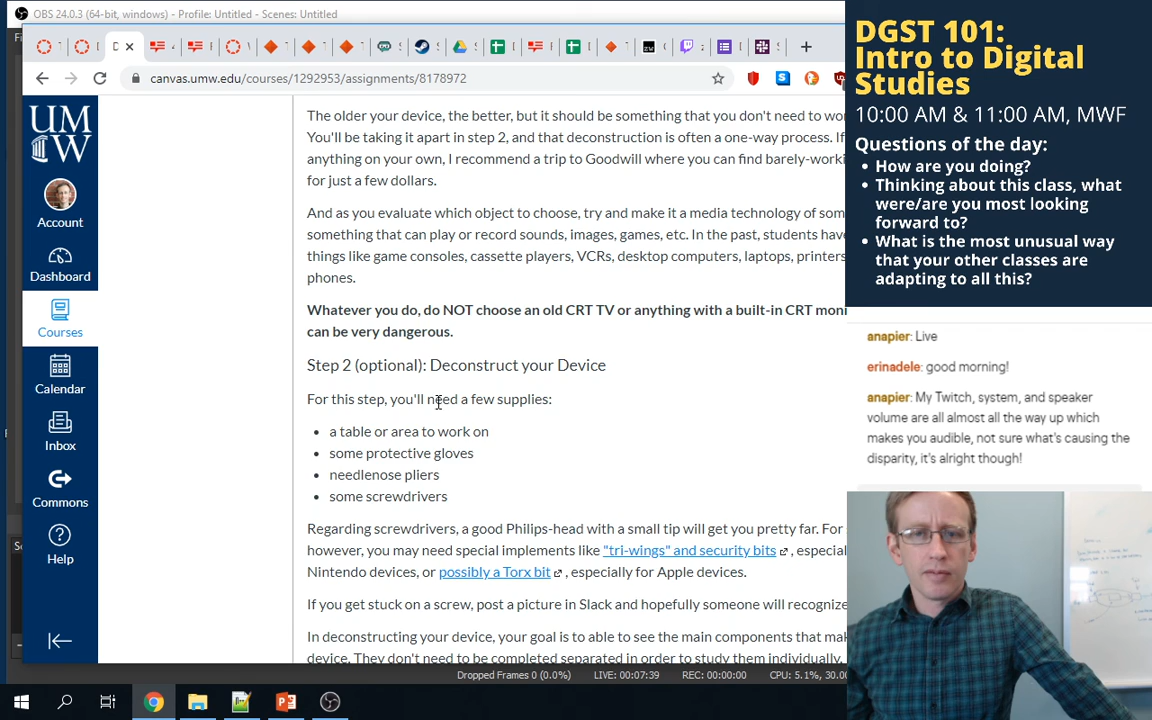 OBS 24.0.3 (64-bit, windows) - Profile: Untitled - Scenes: Untitled
canvas.umw.edu/courses/1292953/assignments/8178972
UMW
Account
Dashboard
Courses
Calendar
Inbox
Commons
Help
The older your device, the better, but it should be something that you don't need to wor
You'll be taking it apart in step 2, and that deconstruction is often a one-way process. If
anything on your own, I recommend a trip to Goodwill where you can find barely-worki
for just a few dollars.
And as you evaluate which object to choose, try and make it a media technology of som
something that can play or record sounds, images, games, etc. In the past, students have
things like game consoles, cassette players, VCRs, desktop computers, laptops, printers
phones.
Whatever you do, do NOT choose an old CRT TV or anything with a built-in CRT moni
can be very dangerous.
Step 2 (optional): Deconstruct your Device
For this step, you'll need a few supplies:
• a table or area to work on
• some protective gloves
• needlenose pliers
• some screwdrivers
Regarding screwdrivers, a good Philips-head with a small tip will get you pretty far. For
however, you may need special implements like "tri-wings" and security bits , especial
Nintendo devices, or possibly a Torx bit , especially for Apple devices.
If you get stuck on a screw, post a picture in Slack and hopefully someone will recognize
In deconstructing your device, your goal is to able to see the main components that mak
device. They don't need to be completed separated in order to study them individually.
Dropped Frames 0 (0.0%) LIVE: 00:07:39 REC: 00:00:00 CPU: 5.1%, 30.00
DGST 101:
Intro to Digital
Studies
10:00 AM & 11:00 AM, MWF
Questions of the day:
• How are you doing?
• Thinking about this class, what
were/are you most looking
forward to?
• What is the most unusual way
that your other classes are
adapting to all this?
anapier: Live
erinadele: good morning!
anapier: My Twitch, system, and speaker
volume are all almost all the way up which
makes you audible, not sure what's causing the
disparity, it's alright though!